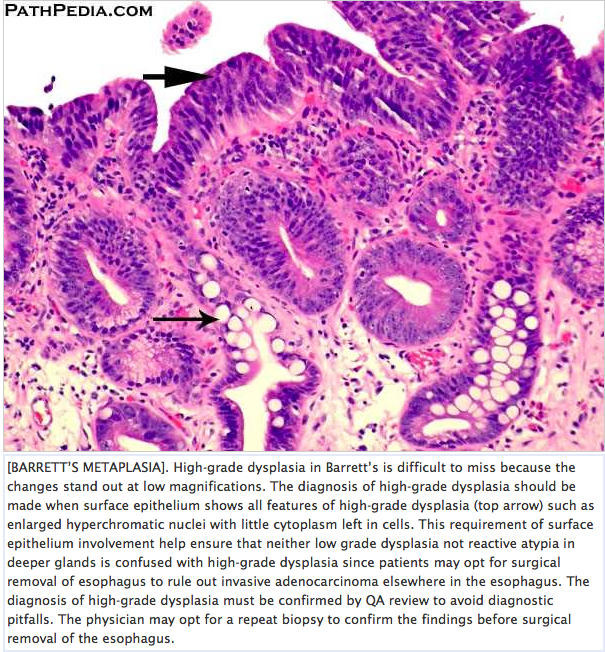 PATHPEDIA.COM
[BARRETT'S METAPLASIA]. High-grade dysplasia in Barrett's is difficult to miss because the
changes stand out at low magnifications. The diagnosis of high-grade dysplasia should be
made when surface epithelium shows all features of high-grade dysplasia (top arrow) such as
enlarged hyperchromatic nuclei with little cytoplasm left in cells. This requirement of surface
epithelium involvement help ensure that neither low grade dysplasia not reactive atypia in
deeper glands is confused with high-grade dysplasia since patients may opt for surgical
removal of esophagus to rule out invasive adenocarcinoma elsewhere in the esophagus. The
diagnosis of high-grade dysplasia must be confirmed by QA review to avoid diagnostic
pitfalls. The physician may opt for a repeat biopsy to confirm the findings before surgical
removal of the esophagus.